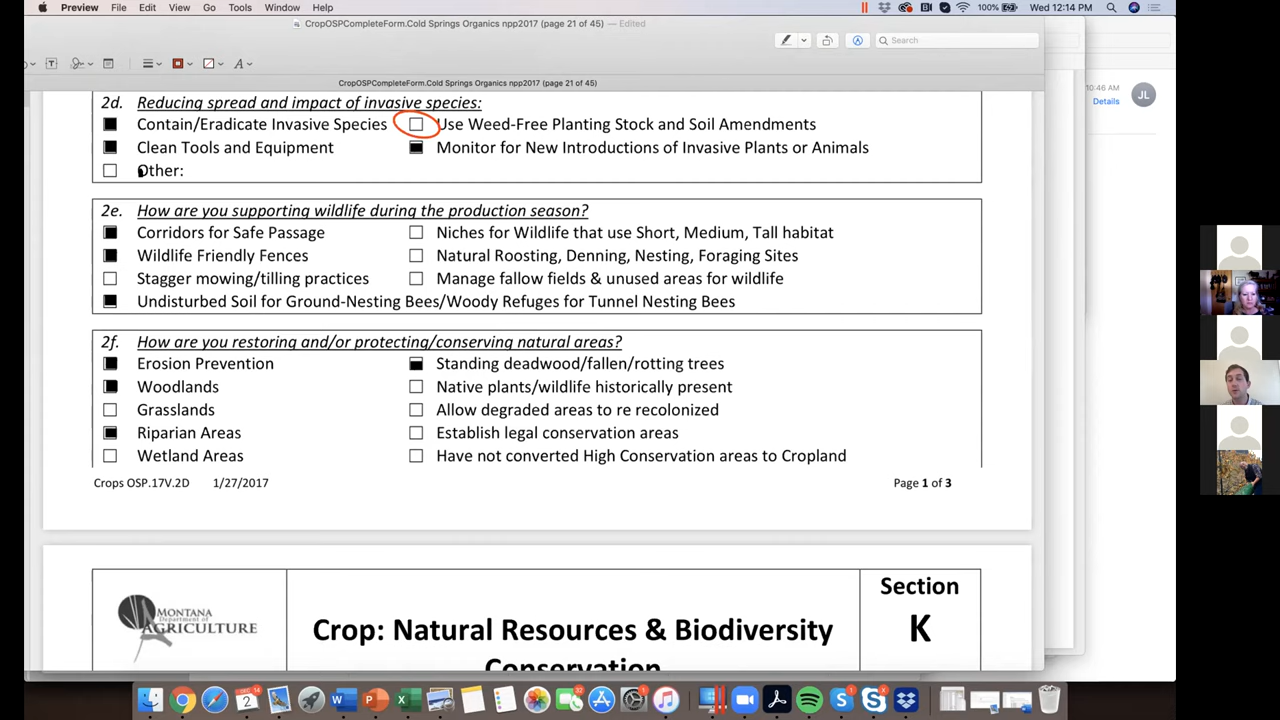 Preview File Edit View Go Tools Window Help 100% Wed 12:14 PM
CropOSPCompleteForm.Cold Springs Organics npp2017 (page 21 of 45) — Edited
Search
CropOSPCompleteForm.Cold Springs Organics npp2017 (page 21 of 45)
10:46 AM
JL
Details
2d. Reducing spread and impact of invasive species:
Contain/Eradicate Invasive Species Use Weed-Free Planting Stock and Soil Amendments
Clean Tools and Equipment Monitor for New Introductions of Invasive Plants or Animals
Other:
2e. How are you supporting wildlife during the production season?
Corridors for Safe Passage Niches for Wildlife that use Short, Medium, Tall habitat
Wildlife Friendly Fences Natural Roosting, Denning, Nesting, Foraging Sites
Stagger mowing/tilling practices Manage fallow fields & unused areas for wildlife
Undisturbed Soil for Ground-Nesting Bees/Woody Refuges for Tunnel Nesting Bees
2f. How are you restoring and/or protecting/conserving natural areas?
Erosion Prevention Standing deadwood/fallen/rotting trees
Woodlands Native plants/wildlife historically present
Grasslands Allow degraded areas to re recolonized
Riparian Areas Establish legal conservation areas
Wetland Areas Have not converted High Conservation areas to Cropland
Crops OSP.17V.2D 1/27/2017 Page 1 of 3
MONTANA
Department of
AGRICULTURE
Crop: Natural Resources & Biodiversity
Conservation
Section
K